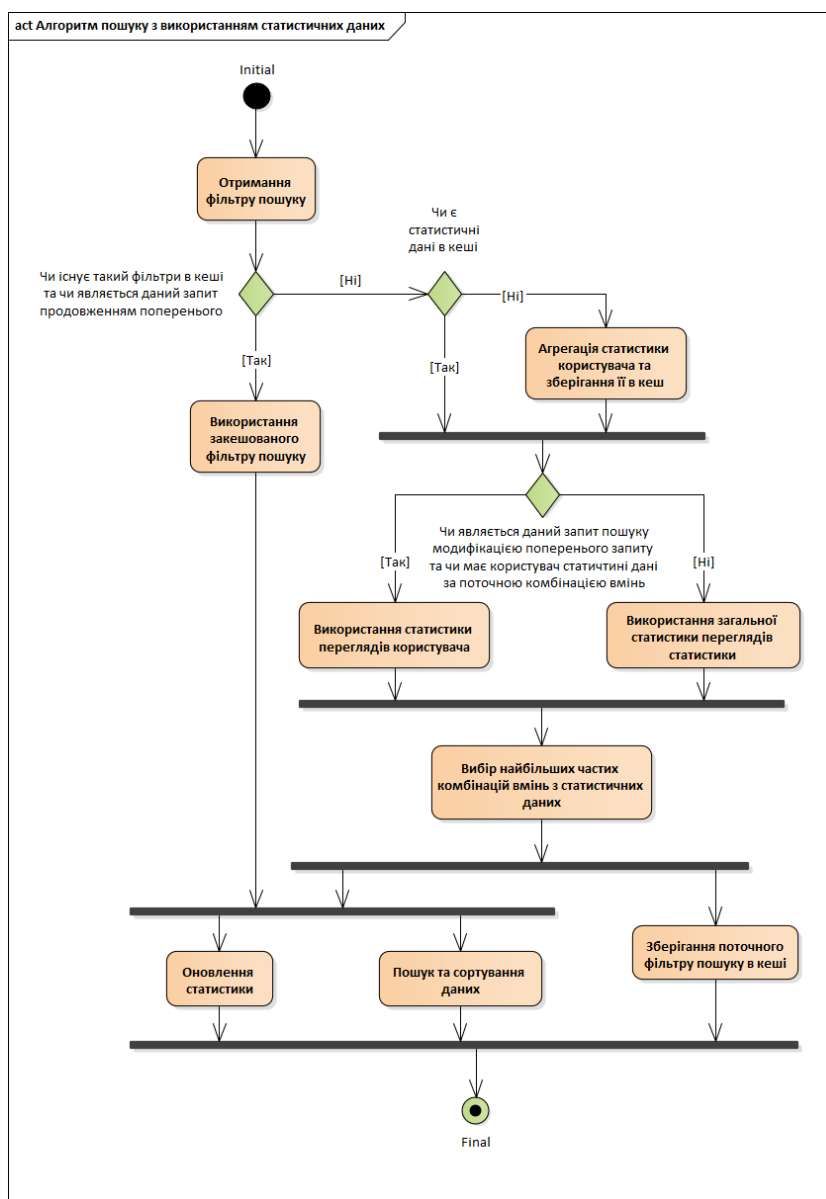 act Алгоритм пошуку з використанням статистичних даних
Initial
Отримання
фільтру пошуку
Чи є
статистичні
дані в кеші
Чи існує такий фільтри в кеші
та чи являється даний запит
продовженням поперенього
[Ні]
[Ні]
[Так]
[Так]
Агрегація статистики
користувача та
зберігання її в кеш
Використання
закешованого
фільтру пошуку
Чи являється даний запит пошуку
модифікацією поперенього запиту
та чи має користувач статичтині дані
за поточною комбінацією вмінь
[Так]
[Ні]
Використання статистики
переглядів користувача
Використання загальної
статистики переглядів
статистики
Вибір найбільших частих
комбінацій вмінь з статистичних
даних
Оновлення
статистики
Пошук та сортування
даних
Зберігання поточного
фільтру пошуку в кеші
Final